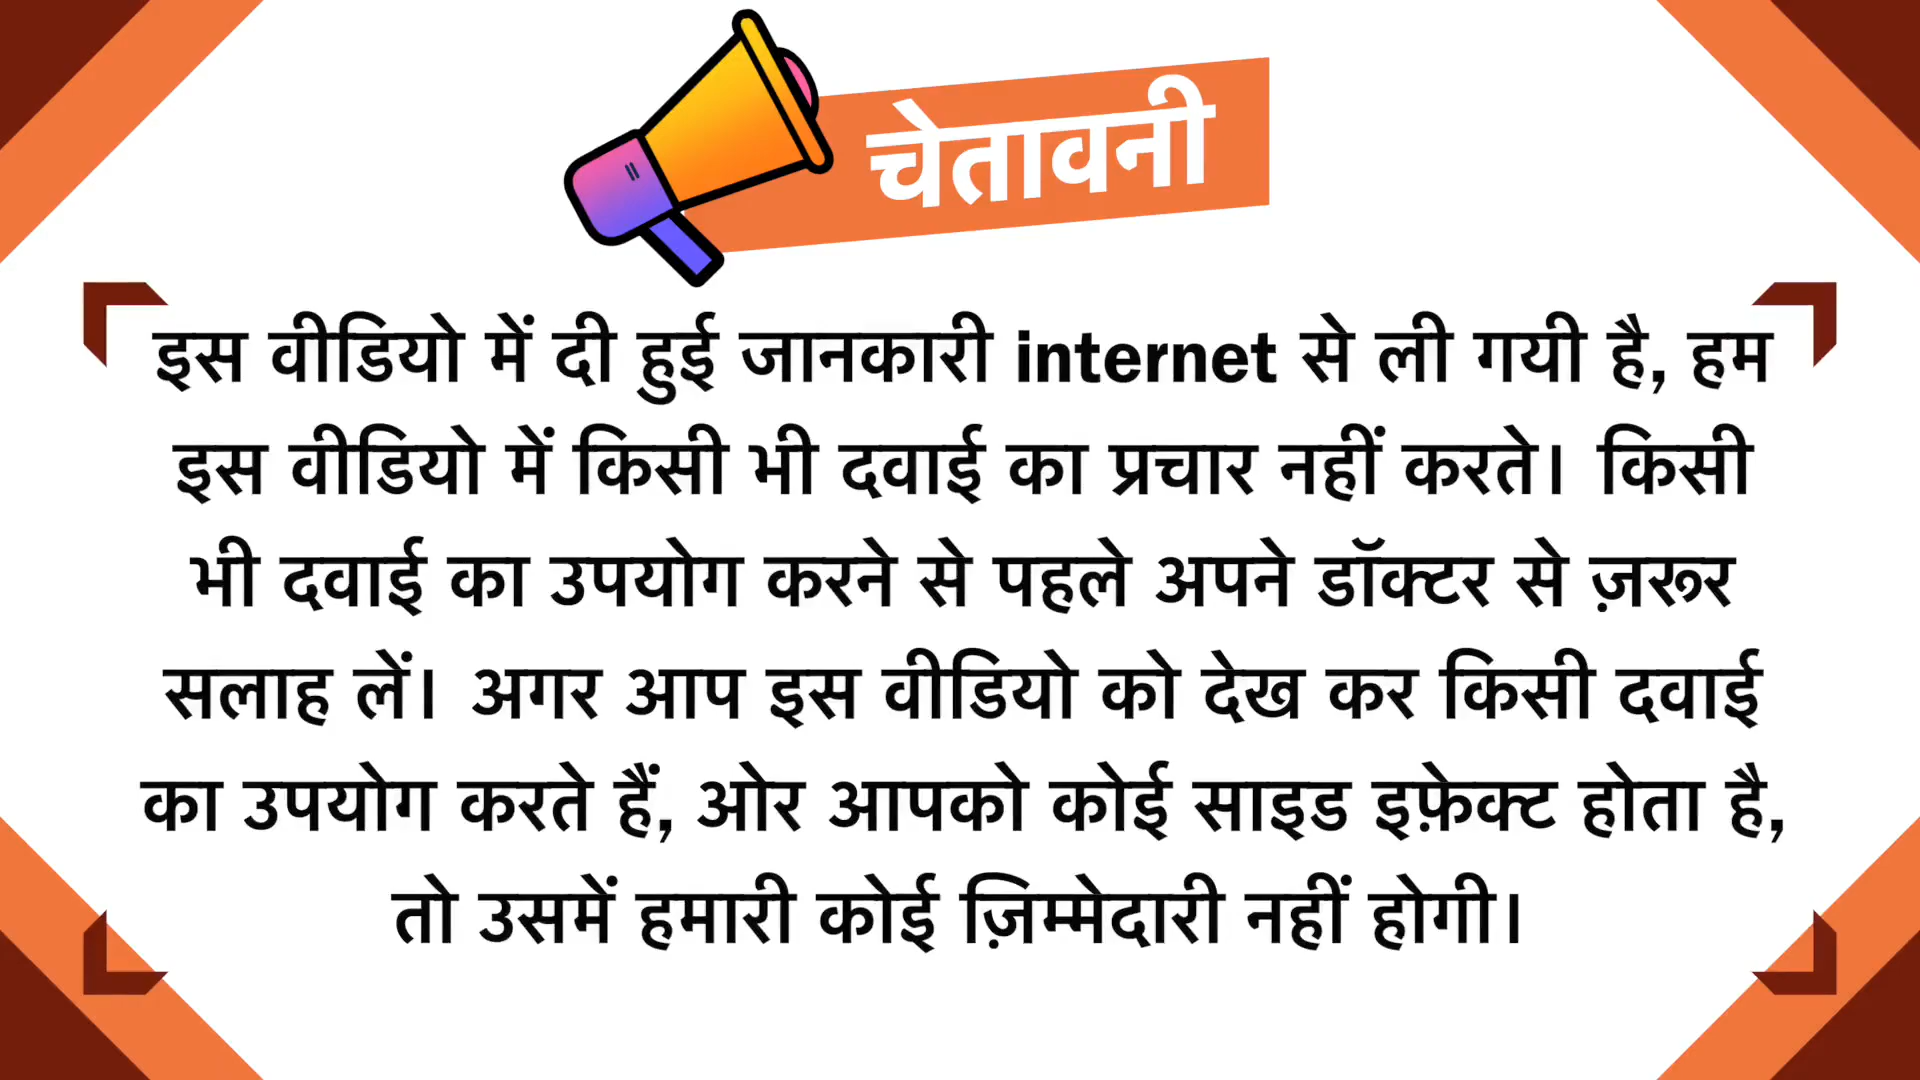 चेतावनी
इस वीडियो में दी हुई जानकारी internet से ली गयी है, हम
इस वीडियो में किसी भी दवाई का प्रचार नहीं करते। किसी
भी दवाई का उपयोग करने से पहले अपने डॉक्टर से ज़रूर
सलाह लें। अगर आप इस वीडियो को देख कर किसी दवाई
का उपयोग करते हैं, ओर आपको कोई साइड इफ़ेक्ट होता है,
तो उसमें हमारी कोई ज़िम्मेदारी नहीं होगी।